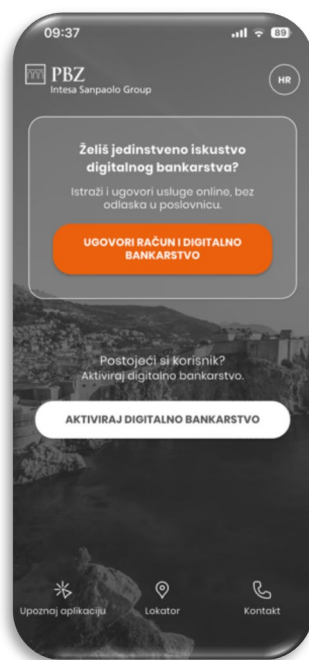 09:37
89
PBZ
Intesa Sanpaolo Group
HR
Želiš jedinstveno iskustvo
digitalnog bankarstva?
Istraži i ugovori usluge online, bez
odlaska u poslovnicu.
UGOVORI RAČUN I DIGITALNO
BANKARSTVO
Postojeći si korisnik?
Aktiviraj digitalno bankarstvo.
AKTIVIRAJ DIGITALNO BANKARSTVO
Upoznaj aplikaciju
Lokator
Kontakt